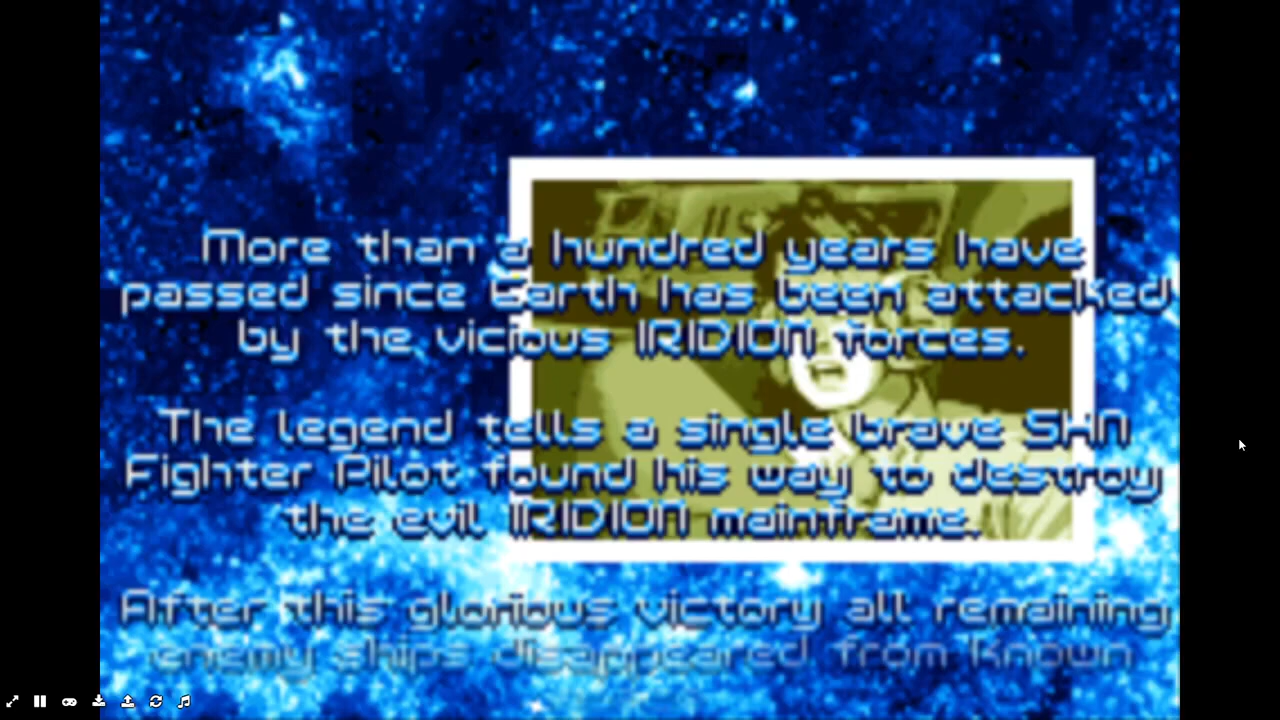 More than a hundred years have
passed since Earth has been attacked
by the vicious IRIDION forces.
The legend tells a single brave SHN
Fighter Pilot found his way to destroy
the evil IRIDION mainframe.
After this glorious victory all remaining
enemy ships disappeared from known